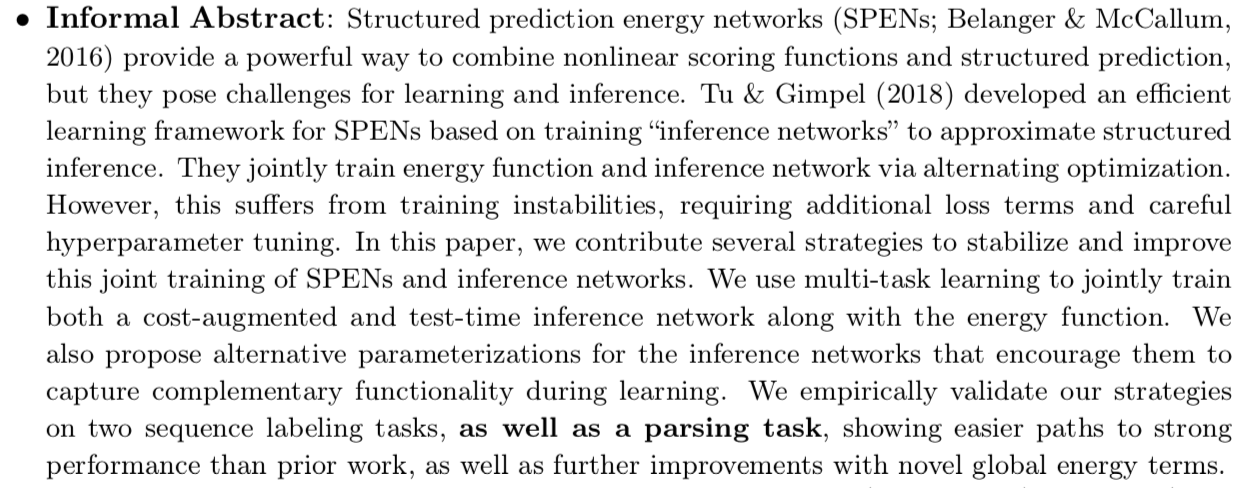 • Informal Abstract: Structured prediction energy networks (SPENs; Belanger & McCallum,
2016) provide a powerful way to combine nonlinear scoring functions and structured prediction,
but they pose challenges for learning and inference. Tu & Gimpel (2018) developed an efficient
learning framework for SPENs based on training “inference networks” to approximate structured
inference. They jointly train energy function and inference network via alternating optimization.
However, this suffers from training instabilities, requiring additional loss terms and careful
hyperparameter tuning. In this paper, we contribute several strategies to stabilize and improve
this joint training of SPENs and inference networks. We use multi-task learning to jointly train
both a cost-augmented and test-time inference network along with the energy function. We
also propose alternative parameterizations for the inference networks that encourage them to
capture complementary functionality during learning. We empirically validate our strategies
on two sequence labeling tasks, as well as a parsing task, showing easier paths to strong
performance than prior work, as well as further improvements with novel global energy terms.